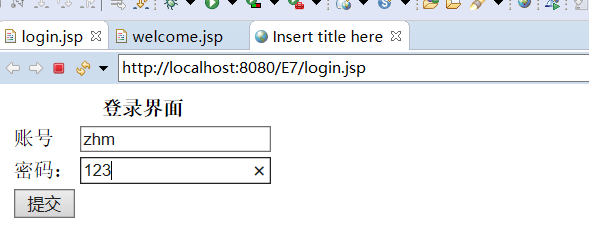 login.jsp welcome.jsp Insert title here
http://localhost:8080/E7/login.jsp
登录界面
账号 zhm
密码： 123
提交